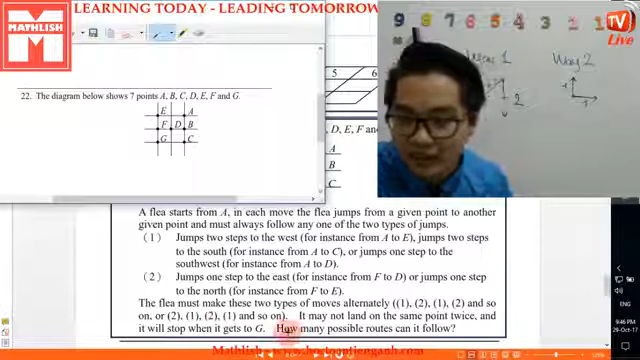 MATHLISH
LEARNING TODAY - LEADING TOMORROW
22. The diagram below shows 7 points A, B, C, D, E, F and G.
E A
F D B
G C
5 6
, D, E, F and
A
B
C
9 8 7 6 5 4 3 2 1
TV
Live
1
Way 2
2
A flea starts from A, in each move the flea jumps from a given point to another
given point and must always follow any one of the two types of jumps.
(1) Jumps two steps to the west (for instance from A to E), jumps two steps
to the south (for instance from A to C), or jumps one step to the
southwest (for instance from A to D).
(2) Jumps one step to the east (for instance from F to D) or jumps one step
to the north (for instance from F to E).
The flea must make these two types of moves alternately ((1), (2), (1), (2) and so
on, or (2), (1), (2), (1) and so on). It may not land on the same point twice, and
it will stop when it gets to G. How many possible routes can it follow?
9:46 PM
29-Oct-17